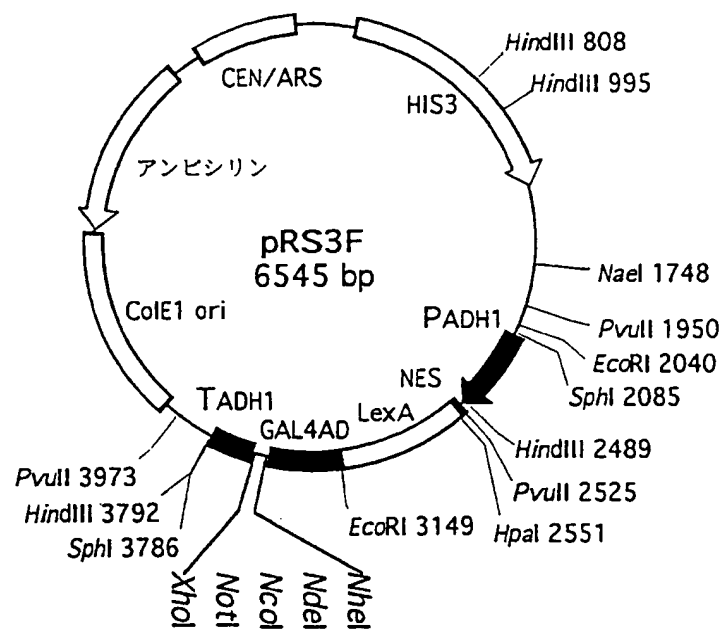 HindIII 808
CEN/ARS
HindIII 995
HIS3
アンピシリン
pRS3F
6545 bp
NaeI 1748
ColE1 ori
PADH1
PvuII 1950
EcoRI 2040
NES
SphI 2085
TADH1
LexA
GAL4AD
HindIII 2489
PvuII 3973
PvuII 2525
HindIII 3792
EcoRI 3149
HpaI 2551
SphI 3786
XhoI
NotI
NcoI
NdeI
NheI